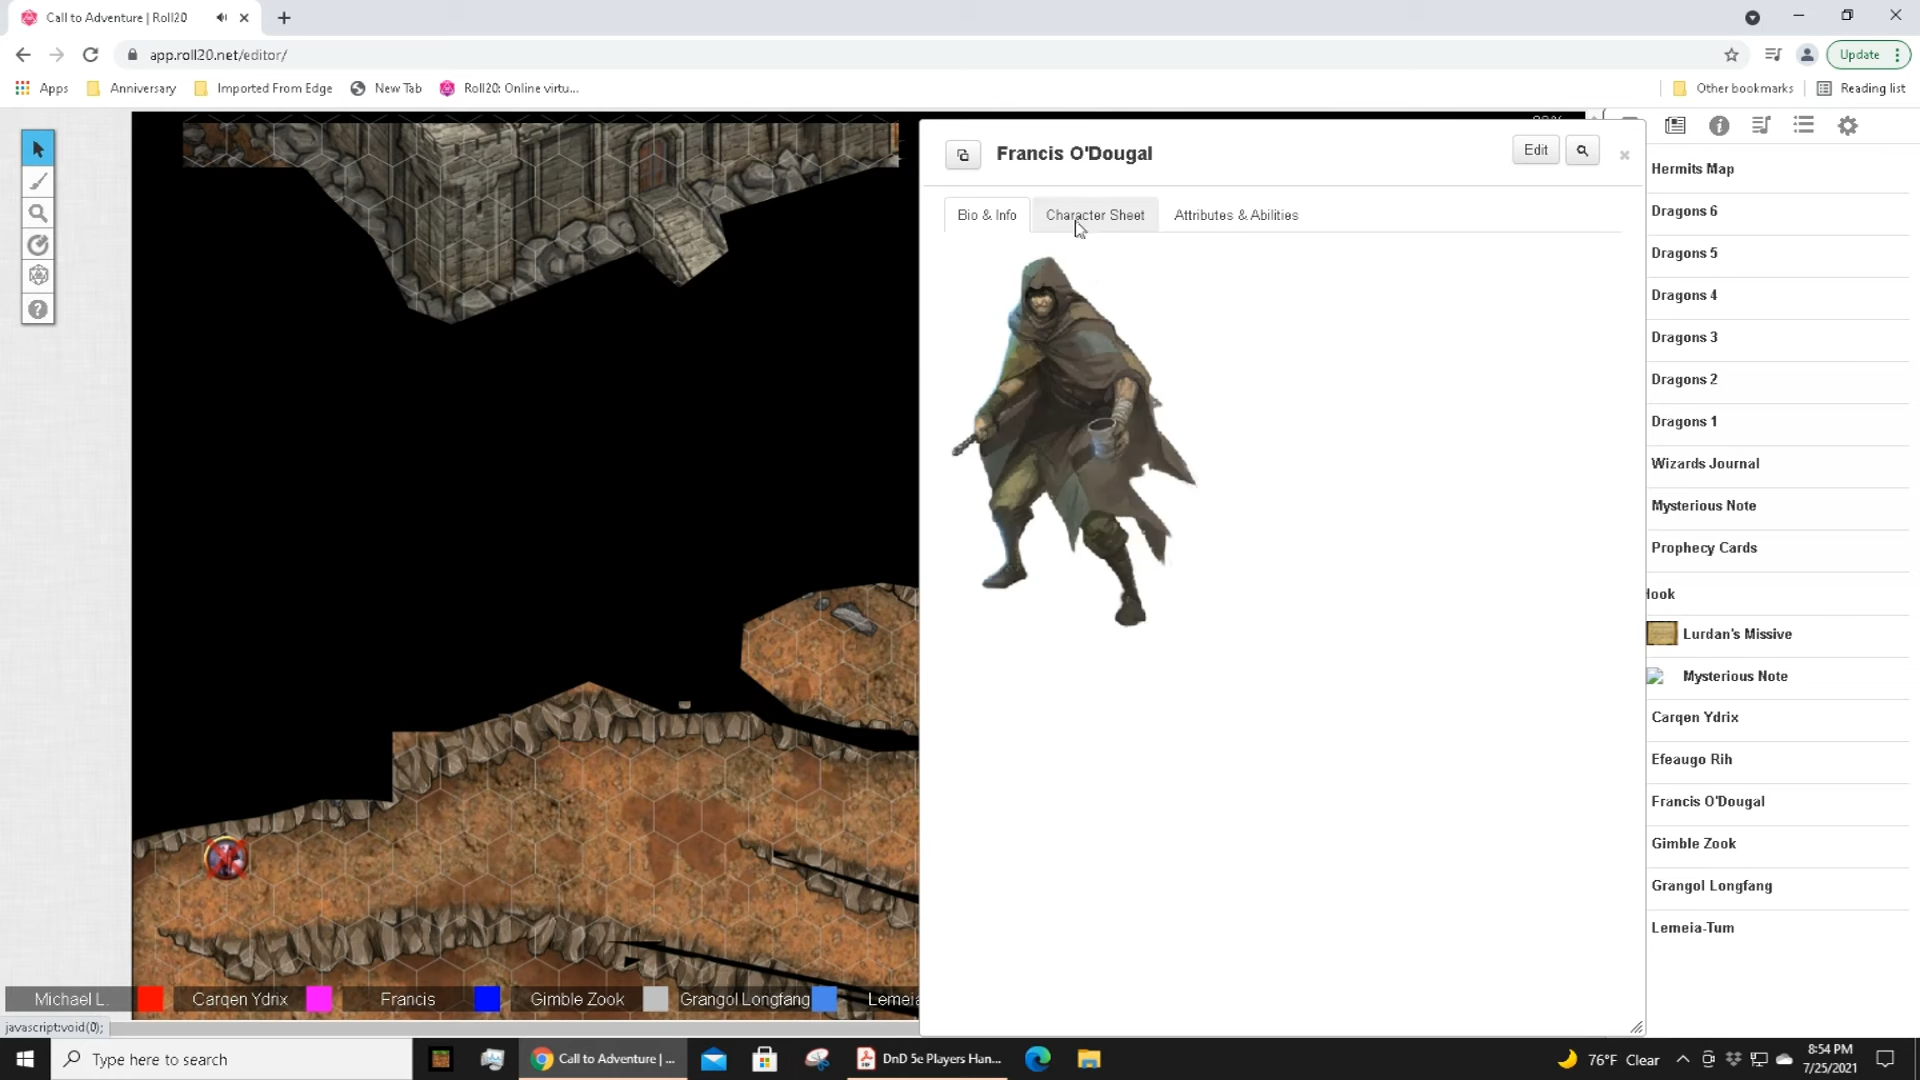 Call to Adventure | Roll20
app.roll20.net/editor/
Update
Apps
Anniversary
Imported From Edge
New Tab
Roll20: Online virtu...
Other bookmarks
Reading list
Francis O'Dougal
Edit
Bio & Info
Character Sheet
Attributes & Abilities
Hermits Map
Dragons 6
Dragons 5
Dragons 4
Dragons 3
Dragons 2
Dragons 1
Wizards Journal
Mysterious Note
Prophecy Cards
Hook
Lurdan's Missive
Mysterious Note
Carqen Ydrix
Efeaugo Rih
Francis O'Dougal
Gimble Zook
Grangol Longfang
Lemeia-Tum
Michael L.
Carqen Ydrix
Francis
Gimble Zook
Grangol Longfang
Lemeia
javascript:void(0);
Type here to search
Call to Adventure | ...
DnD 5e Players Han...
76°F Clear
8:54 PM
7/25/2021